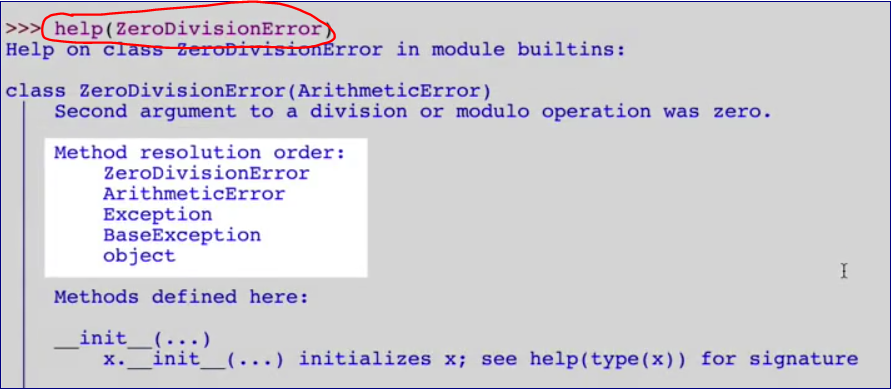 >>> help(ZeroDivisionError)
Help on class ZeroDivisionError in module builtins:
class ZeroDivisionError(ArithmeticError)
Second argument to a division or modulo operation was zero.
Method resolution order:
ZeroDivisionError
ArithmeticError
Exception
BaseException
object
Methods defined here:
__init__(...)
x.__init__(...) initializes x; see help(type(x)) for signature